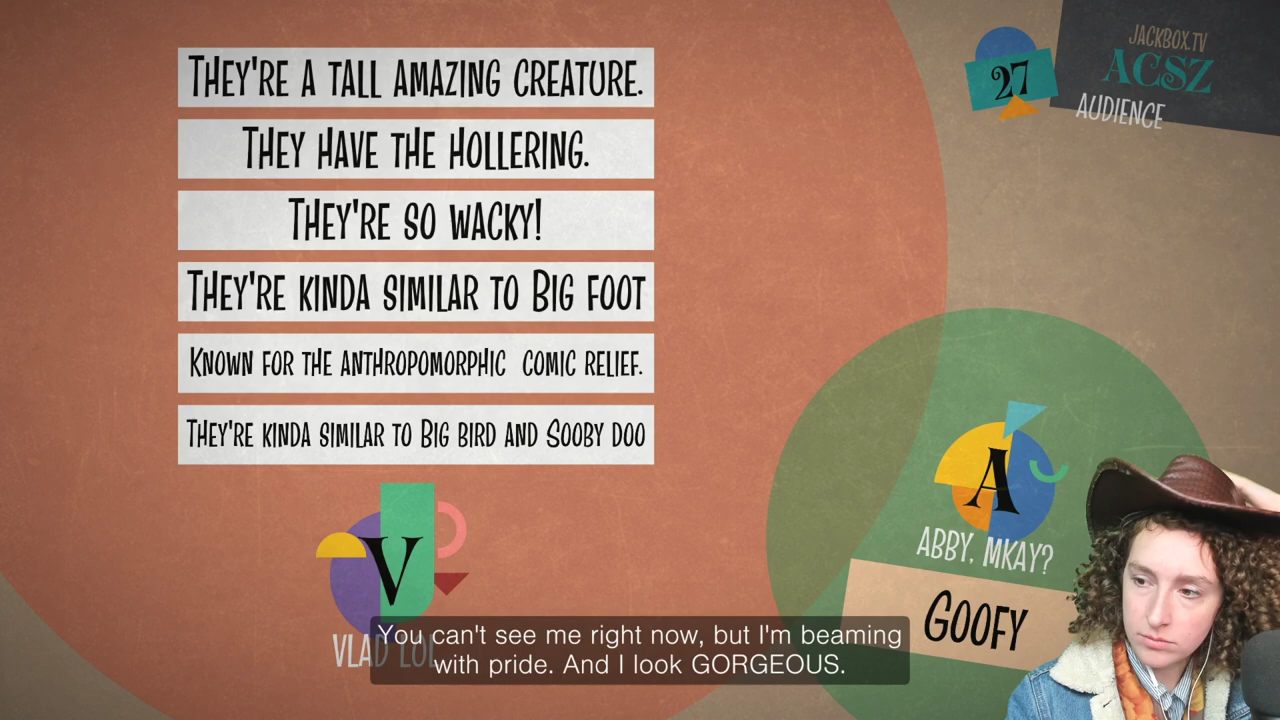 THEY'RE A TALL AMAZING CREATURE.
THEY HAVE THE HOLLERING.
THEY'RE SO WACKY!
THEY'RE KINDA SIMILAR TO BIG FOOT
KNOWN FOR THE ANTHROPOMORPHIC COMIC RELIEF.
THEY'RE KINDA SIMILAR TO BIG BIRD AND SOOBY DOO
V
VLAD LOL
27
JACKBOX.TV
ACSZ
AUDIENCE
A
ABBY, MKAY?
GOOFY
You can't see me right now, but I'm beaming
with pride. And I look GORGEOUS.